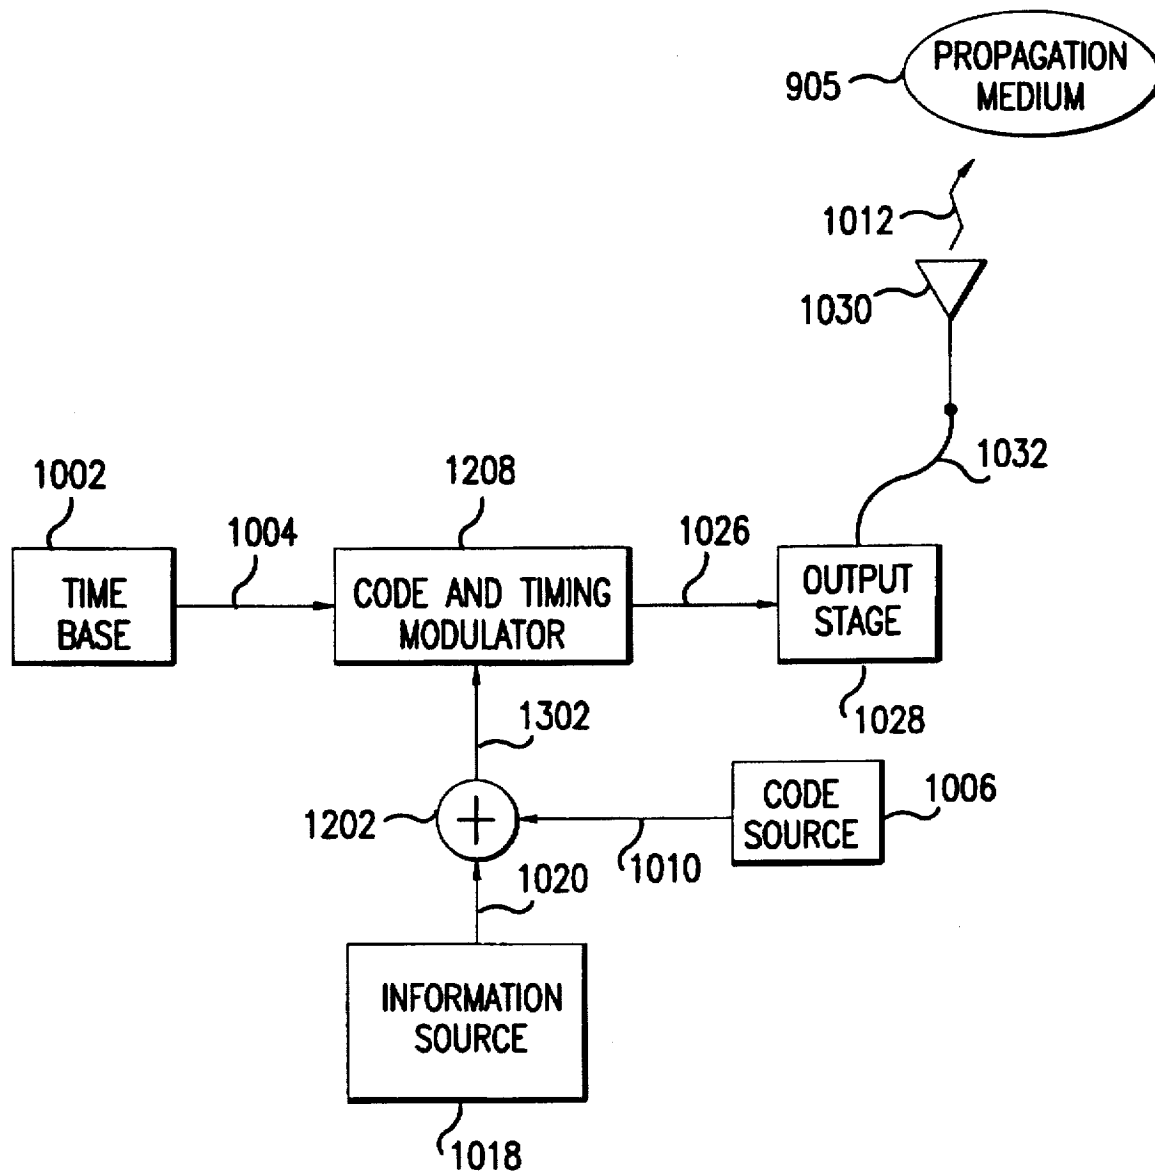 PROPAGATION
MEDIUM
905
1012
1030
1032
1002
1004
1208
1026
TIME
BASE
CODE AND TIMING
MODULATOR
OUTPUT
STAGE
1028
1302
1202
+
1010
CODE
SOURCE
1006
1020
INFORMATION
SOURCE
1018